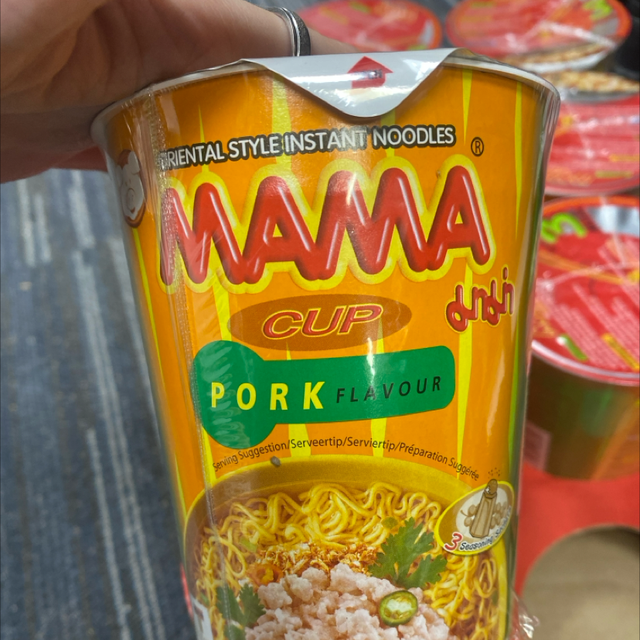 ORIENTAL STYLE INSTANT NOODLES
MAMA ®
มาม่า
CUP
PORK FLAVOUR
Serving Suggestion/Serveertip/Serviertip/Préparation Suggérée
3 Seasoning